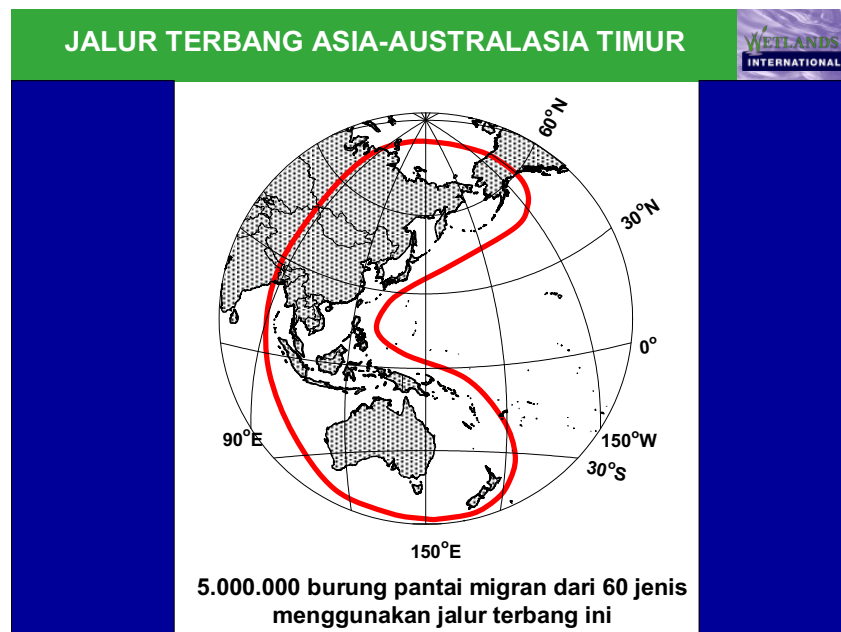 JALUR TERBANG ASIA-AUSTRALASIA TIMUR
WETLANDS
INTERNATIONAL
60°N
30°N
0°
90°E
150°W
30°S
150°E
5.000.000 burung pantai migran dari 60 jenis
menggunakan jalur terbang ini